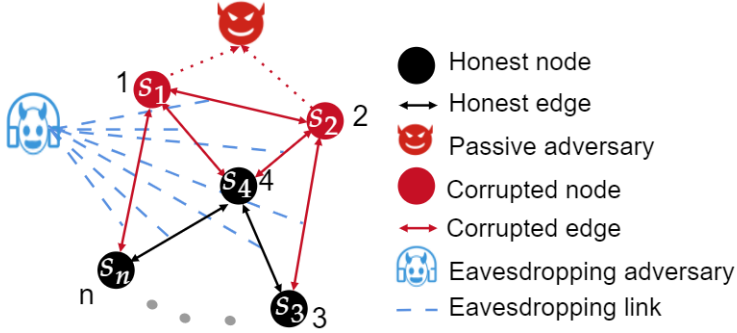 1
s1
s2
2
s4
4
sn
n
s3
3
Honest node
Honest edge
Passive adversary
Corrupted node
Corrupted edge
Eavesdropping adversary
Eavesdropping link